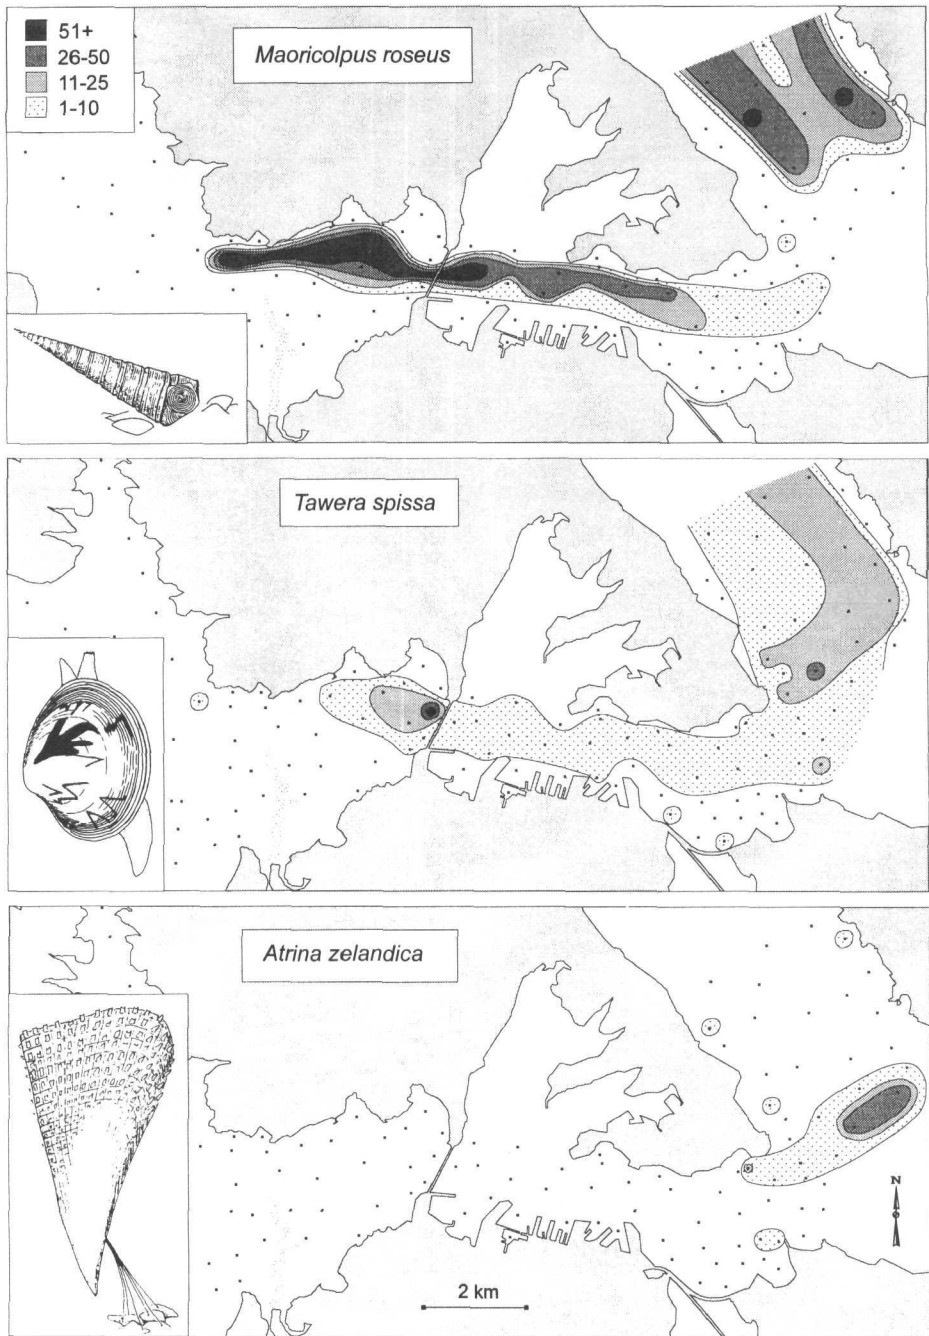 51+
26-50
11-25
1-10
Maoricolpus roseus
Tawera spissa
Atrina zelandica
N
2 km